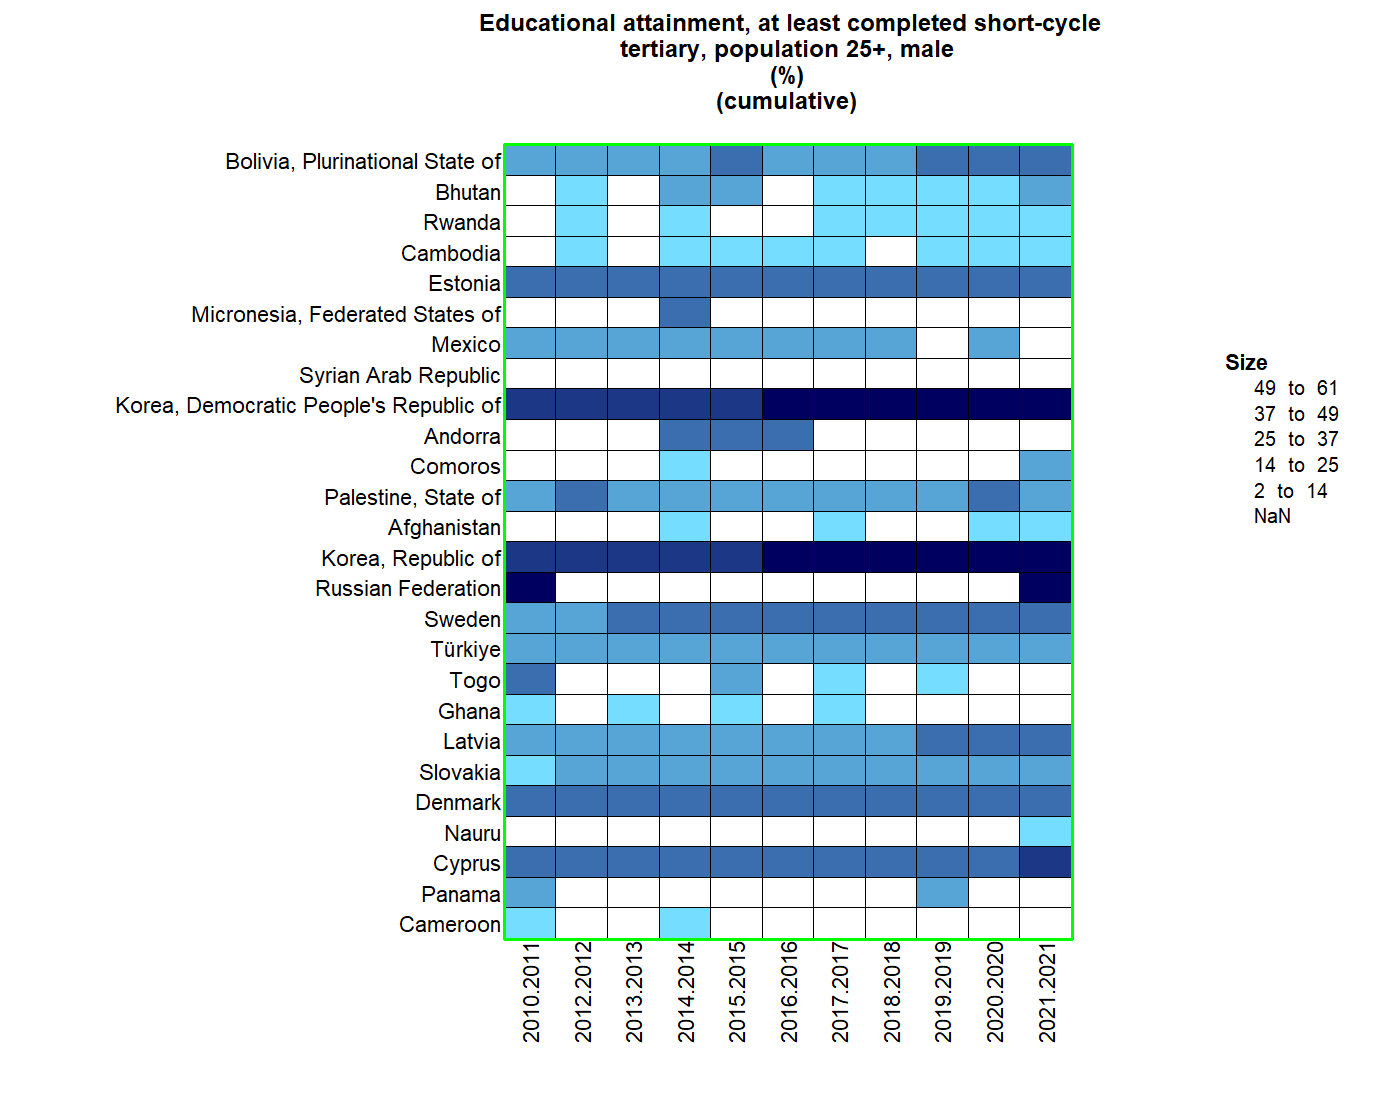 Educational attainment, at least completed short-cycle
tertiary, population 25+, male
(%)
(cumulative)
Bolivia, Plurinational State of
Bhutan
Rwanda
Cambodia
Estonia
Micronesia, Federated States of
Mexico
Syrian Arab Republic
Korea, Democratic People's Republic of
Andorra
Comoros
Palestine, State of
Afghanistan
Korea, Republic of
Russian Federation
Sweden
Türkiye
Togo
Ghana
Latvia
Slovakia
Denmark
Nauru
Cyprus
Panama
Cameroon
2010.2011
2012.2012
2013.2013
2014.2014
2015.2015
2016.2016
2017.2017
2018.2018
2019.2019
2020.2020
2021.2021
Size
49 to 61
37 to 49
25 to 37
14 to 25
2 to 14
NaN